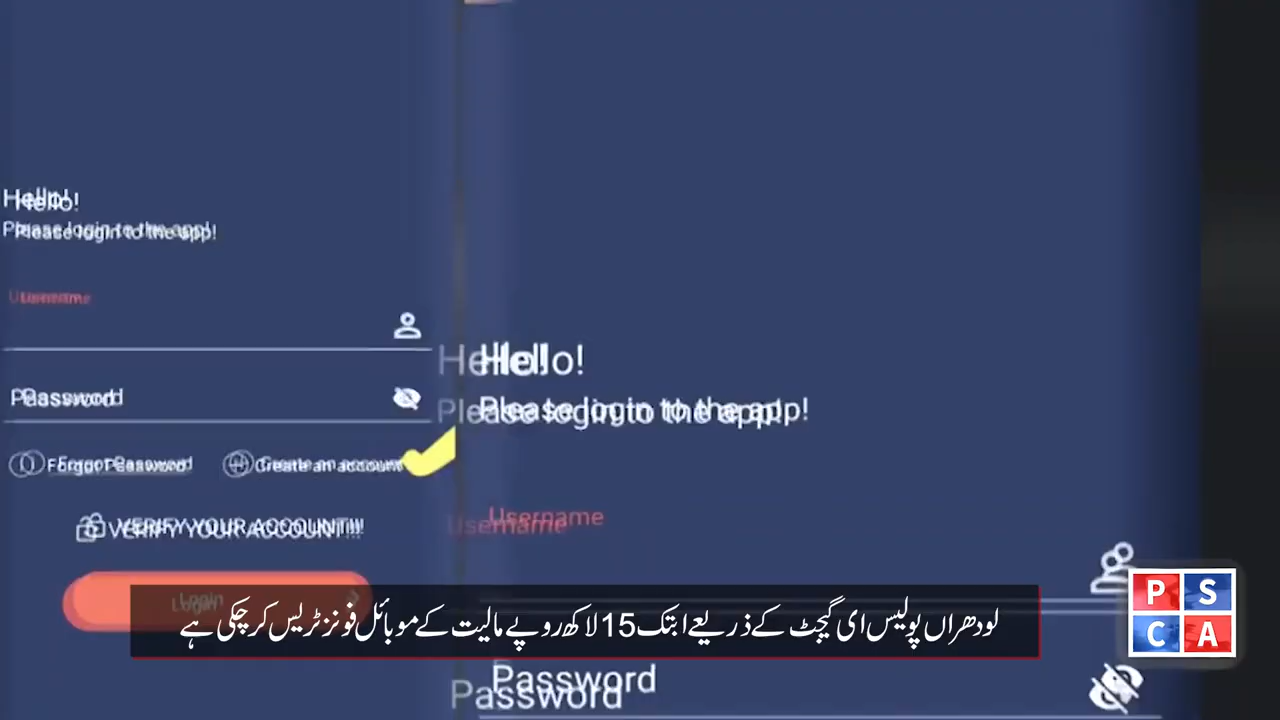 Hello!
Please login to the app!
Username
Password
Forgot Password
Create an account
VERIFY YOUR ACCOUNT!!!
Login
Hello!
Please login to the app!
Username
Password
لودھراں پولیس ای گیجٹ کے ذریعے ابتک 15 لاکھ روپے مالیت کے موبائل فونز ٹریس کر چکی ہے
P S
C A